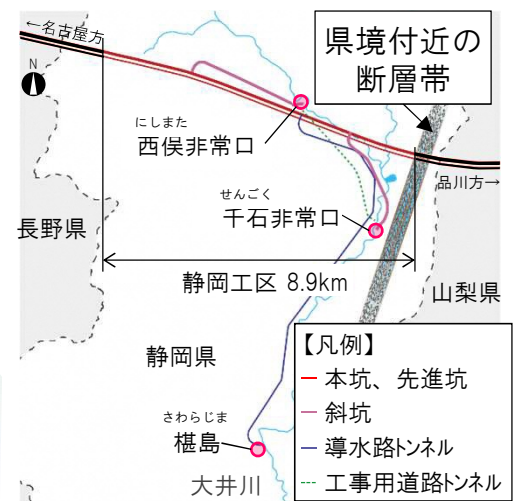 ←名古屋方
県境付近の
断層帯
N
にしまた
西俣非常口
品川方→
せんごく
千石非常口
長野県
静岡工区 8.9km
山梨県
静岡県
【凡例】
本坑、先進坑
斜坑
導水路トンネル
工事用道路トンネル
さわらじま
椹島
大井川